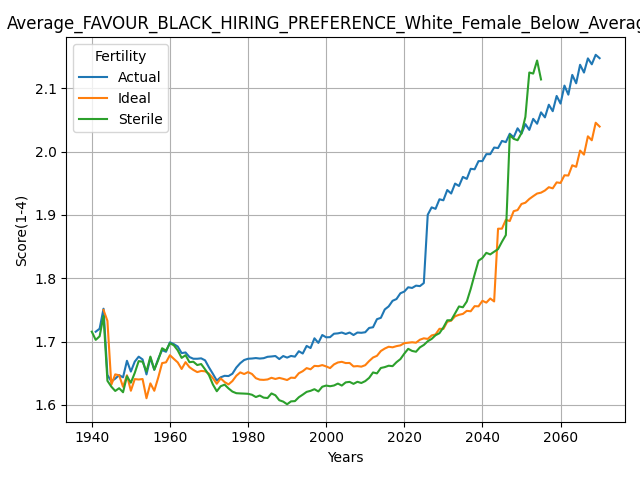 Average_FAVOUR_BLACK_HIRING_PREFERENCE_White_Female_Below_Averag
Fertility
Actual
Ideal
Sterile
Score(1-4)
2.1
2.0
1.9
1.8
1.7
1.6
1940
1960
1980
2000
2020
2040
2060
Years